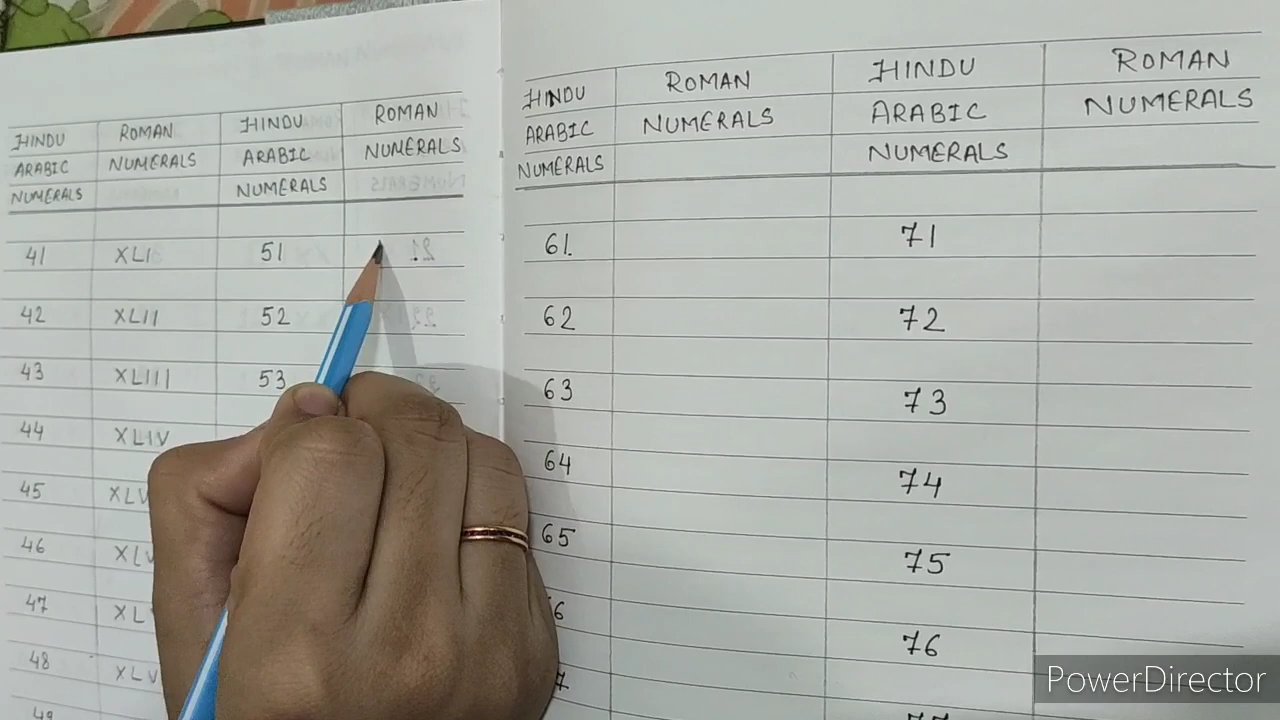 HINDU ROMAN HINDU ROMAN
ARABIC NUMERALS ARABIC NUMERALS
NUMERALS NUMERALS
41 XLI 51
42 XLII 52
43 XLIII 53
44 XLIV
45 XLV
46
47
48
49
HINDU ROMAN HINDU ROMAN
ARABIC NUMERALS ARABIC NUMERALS
NUMERALS NUMERALS
61. 71
62 72
63 73
64 74
65 75
76
PowerDirector